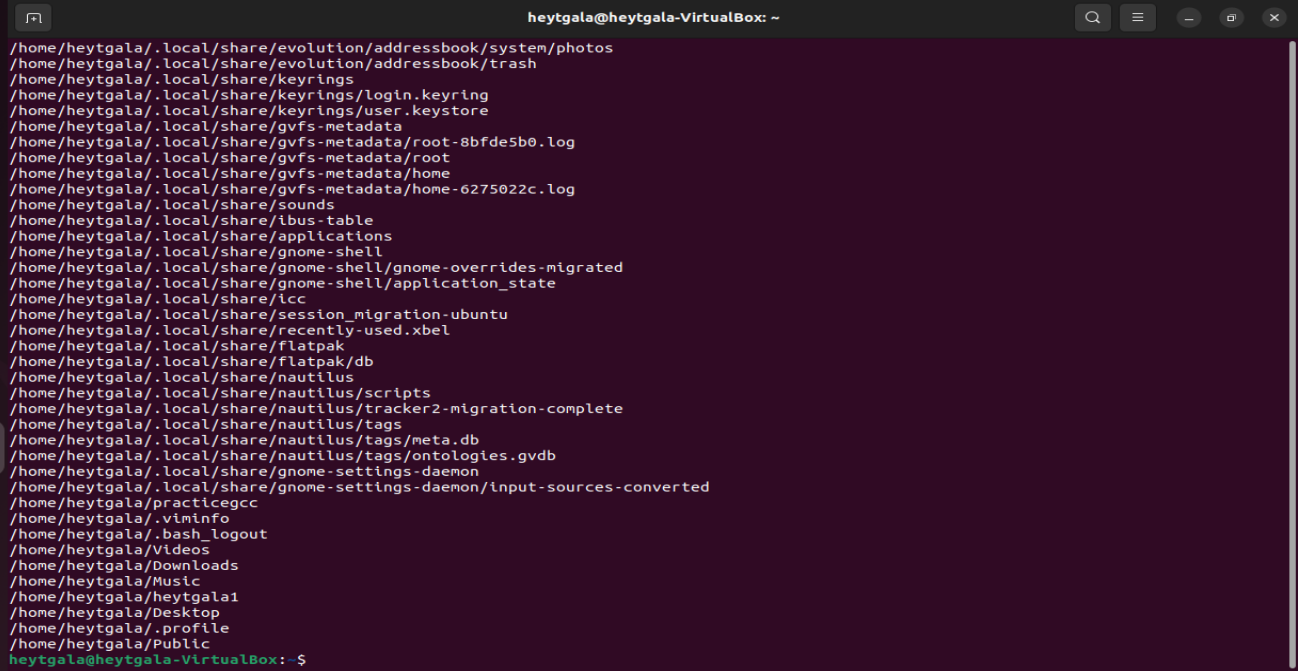 heytgala@heytgala-VirtualBox: ~
/home/heytgala/.local/share/evolution/addressbook/system/photos
/home/heytgala/.local/share/evolution/addressbook/trash
/home/heytgala/.local/share/keyrings
/home/heytgala/.local/share/keyrings/login.keyring
/home/heytgala/.local/share/keyrings/user.keystore
/home/heytgala/.local/share/gvfs-metadata
/home/heytgala/.local/share/gvfs-metadata/root-8bfde5b0.log
/home/heytgala/.local/share/gvfs-metadata/root
/home/heytgala/.local/share/gvfs-metadata/home
/home/heytgala/.local/share/gvfs-metadata/home-6275022c.log
/home/heytgala/.local/share/sounds
/home/heytgala/.local/share/ibus-table
/home/heytgala/.local/share/applications
/home/heytgala/.local/share/gnome-shell
/home/heytgala/.local/share/gnome-shell/gnome-overrides-migrated
/home/heytgala/.local/share/gnome-shell/application_state
/home/heytgala/.local/share/icc
/home/heytgala/.local/share/session_migration-ubuntu
/home/heytgala/.local/share/recently-used.xbel
/home/heytgala/.local/share/flatpak
/home/heytgala/.local/share/flatpak/db
/home/heytgala/.local/share/nautilus
/home/heytgala/.local/share/nautilus/scripts
/home/heytgala/.local/share/nautilus/tracker2-migration-complete
/home/heytgala/.local/share/nautilus/tags
/home/heytgala/.local/share/nautilus/tags/meta.db
/home/heytgala/.local/share/nautilus/tags/ontologies.gvdb
/home/heytgala/.local/share/gnome-settings-daemon
/home/heytgala/.local/share/gnome-settings-daemon/input-sources-converted
/home/heytgala/practicegcc
/home/heytgala/.viminfo
/home/heytgala/.bash_logout
/home/heytgala/Videos
/home/heytgala/Downloads
/home/heytgala/Music
/home/heytgala/heytgala1
/home/heytgala/Desktop
/home/heytgala/.profile
/home/heytgala/Public
heytgala@heytgala-VirtualBox:~$